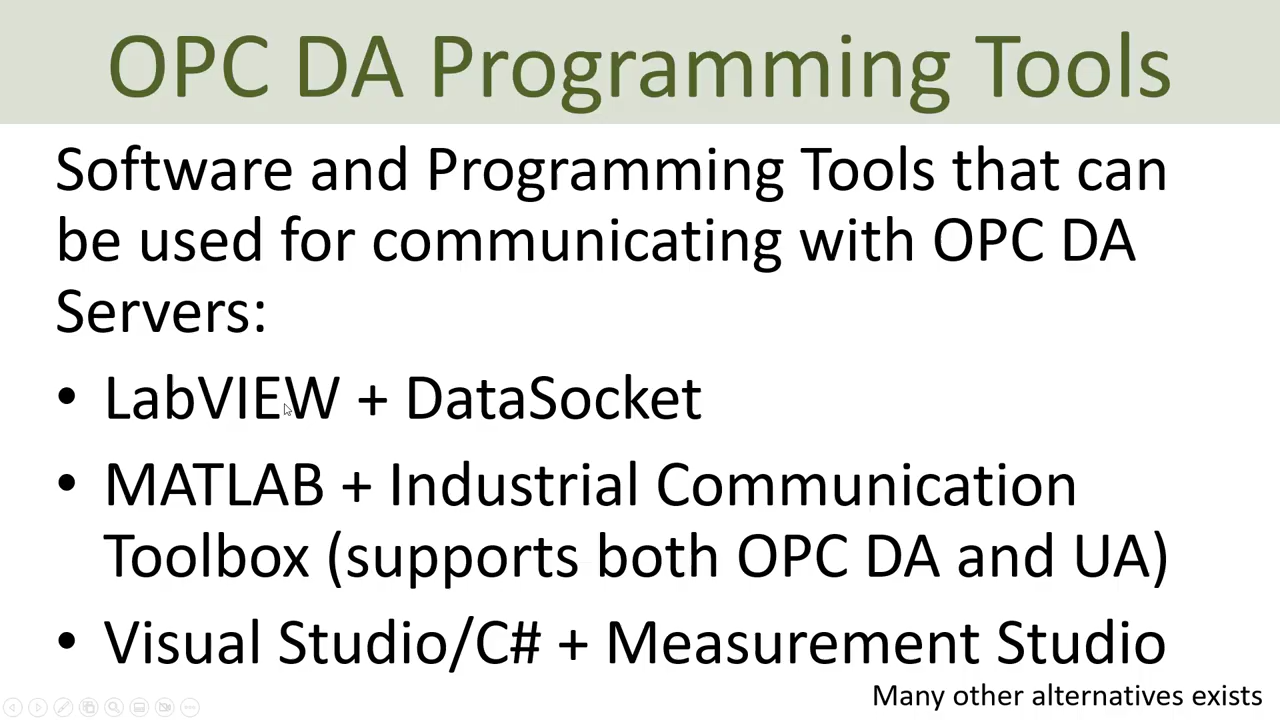 OPC DA Programming Tools
Software and Programming Tools that can
be used for communicating with OPC DA
Servers:
• LabVIEW + DataSocket
• MATLAB + Industrial Communication
Toolbox (supports both OPC DA and UA)
• Visual Studio/C# + Measurement Studio
Many other alternatives exists